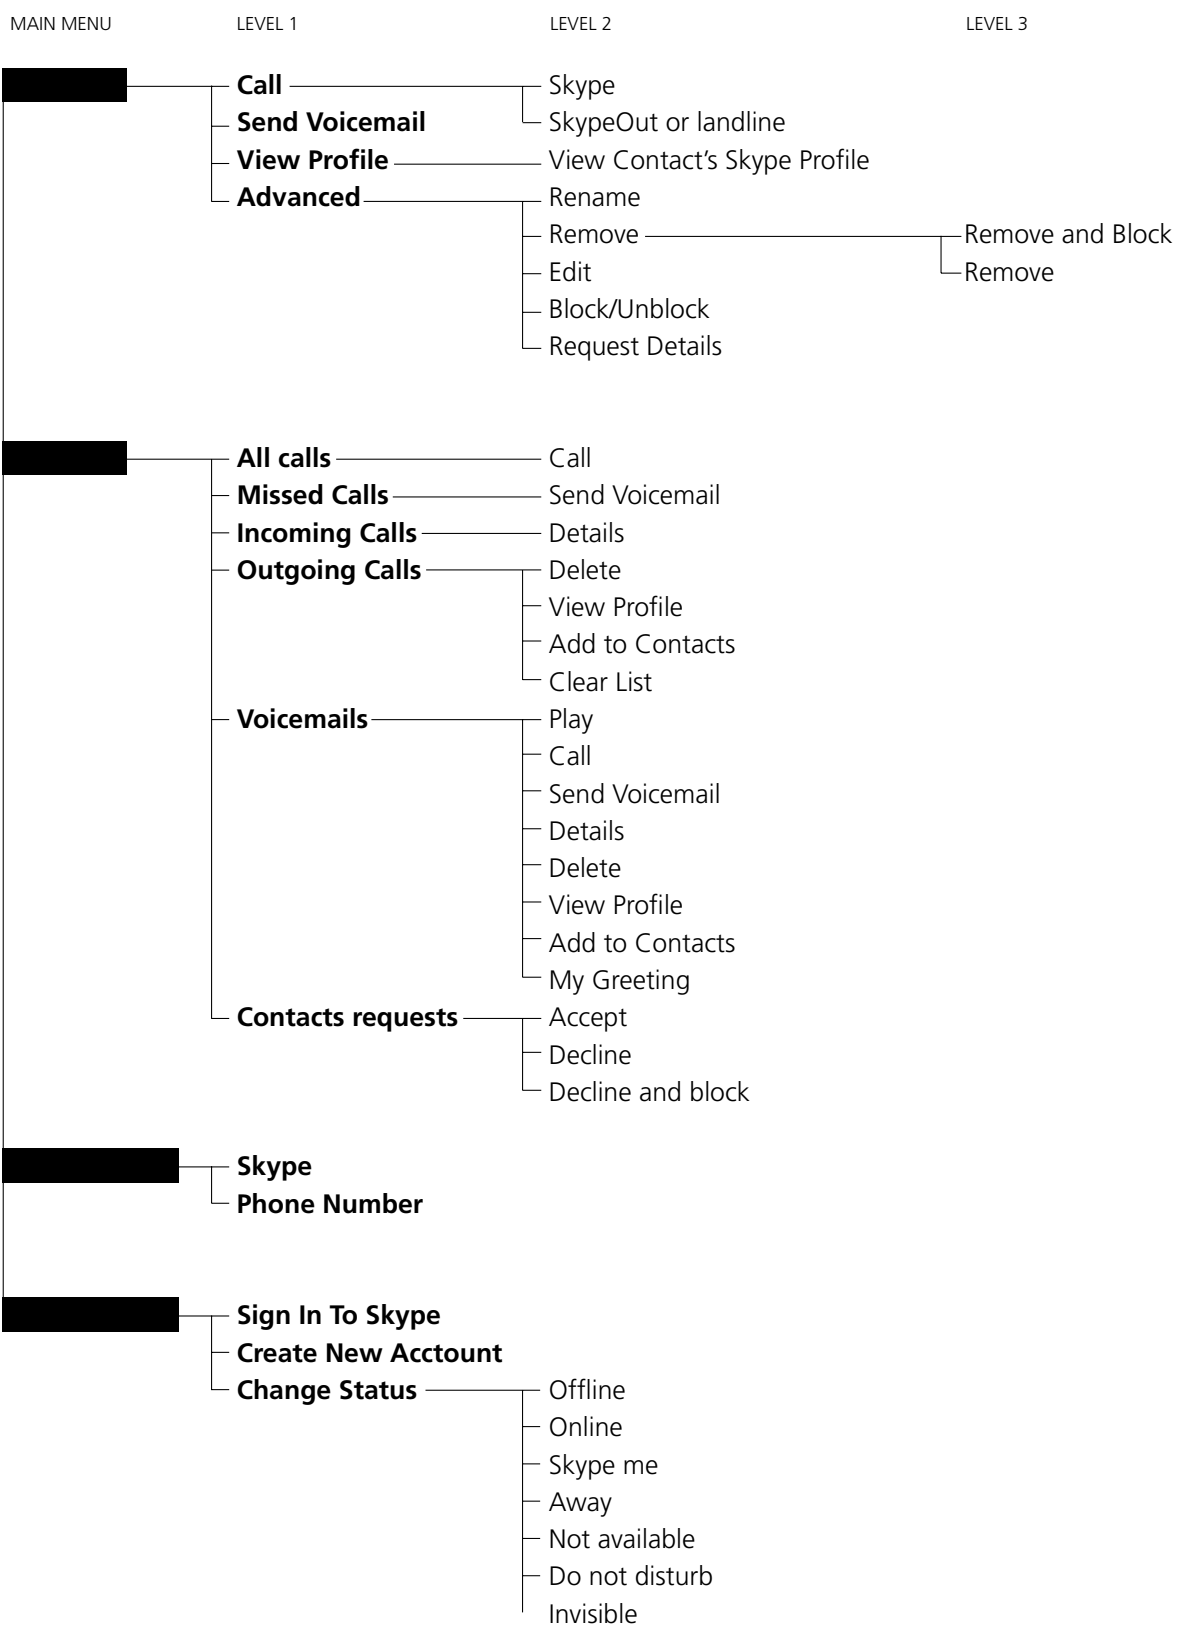 MAIN MENU LEVEL 1 LEVEL 2 LEVEL 3
Call Skype
Send Voicemail SkypeOut or landline
View Profile View Contact’s Skype Profile
Advanced Rename
Remove Remove and Block
Edit Remove
Block/Unblock
Request Details
All calls Call
Missed Calls Send Voicemail
Incoming Calls Details
Outgoing Calls Delete
View Profile
Add to Contacts
Clear List
Voicemails Play
Call
Send Voicemail
Details
Delete
View Profile
Add to Contacts
My Greeting
Contacts requests Accept
Decline
Decline and block
Skype
Phone Number
Sign In To Skype
Create New Acctount
Change Status Offline
Online
Skype me
Away
Not available
Do not disturb
Invisible